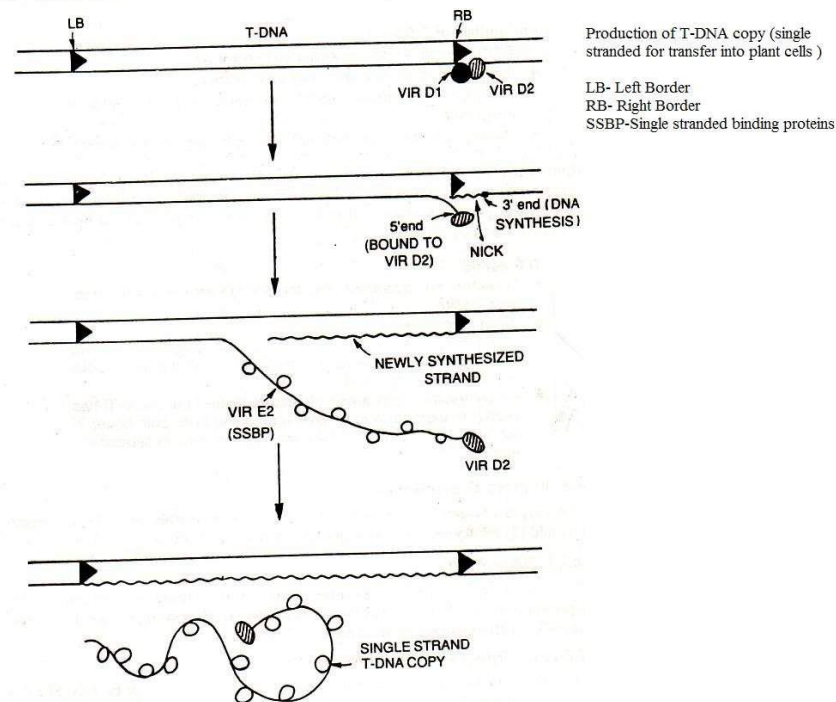 LB
T-DNA
RB
VIR D1
VIR D2
Production of T-DNA copy (single
stranded for transfer into plant cells )
LB- Left Border
RB- Right Border
SSBP-Single stranded binding proteins
5'end
(BOUND TO
VIR D2)
3' end (DNA
SYNTHESIS)
NICK
NEWLY SYNTHESIZED
STRAND
VIR E2
(SSBP)
VIR D2
SINGLE STRAND
T-DNA COPY